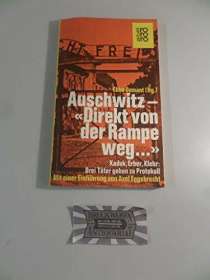 Ebbo Demant (Hg.)
Auschwitz –
«Direkt von
der Rampe
weg...»
Kaduk, Erber, Klehr:
Drei Täter geben zu Protokoll
Mit einer Einführung von Axel Eggebrecht